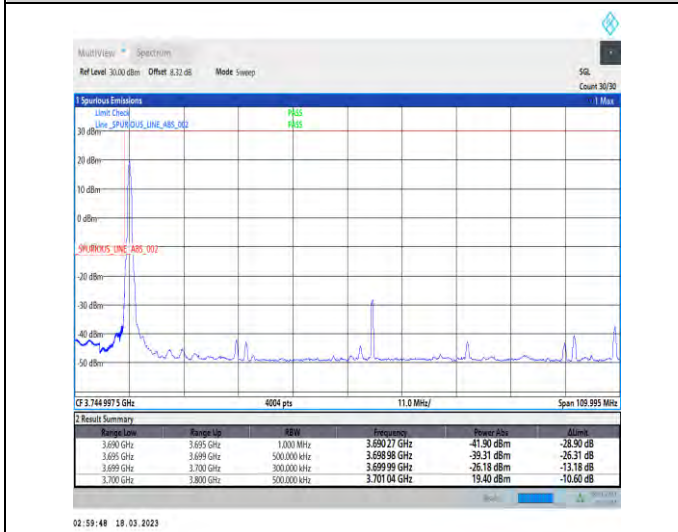 MultiView Spectrum
Ref Level 30.00 dBm Offset 8.32 dB Mode Sweep SGL
Count 30/30
1 Spurious Emissions 1 Max
Limit Check PASS
Line _SPURIOUS_LINE_ABS_002 PASS
30 dBm
20 dBm
10 dBm
0 dBm
_SPURIOUS_LINE_ABS_002
-20 dBm
-30 dBm
-40 dBm
-50 dBm
CF 3.744 997 5 GHz 4004 pts 11.0 MHz/ Span 109.995 MHz
2 Result Summary
Range Low Range Up RBW Frequency Power Abs ΔLimit
3.690 GHz 3.695 GHz 1.000 MHz 3.690 27 GHz -41.90 dBm -28.90 dB
3.695 GHz 3.699 GHz 500.000 kHz 3.698 98 GHz -39.31 dBm -26.31 dB
3.699 GHz 3.700 GHz 300.000 kHz 3.699 99 GHz -26.18 dBm -13.18 dB
3.700 GHz 3.800 GHz 500.000 kHz 3.701 04 GHz 19.40 dBm -10.60 dB
02:59:48 18.03.2023